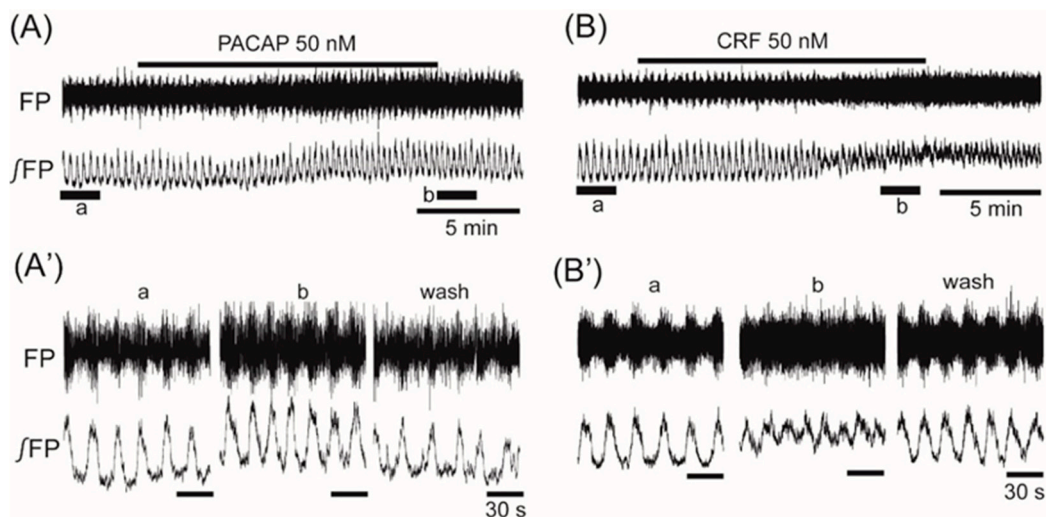 (A)
PACAP 50 nM
FP
∫FP
a
b
5 min
(B)
CRF 50 nM
a
b
5 min
(A’)
a b wash
FP
∫FP
30 s
(B’)
a b wash
30 s